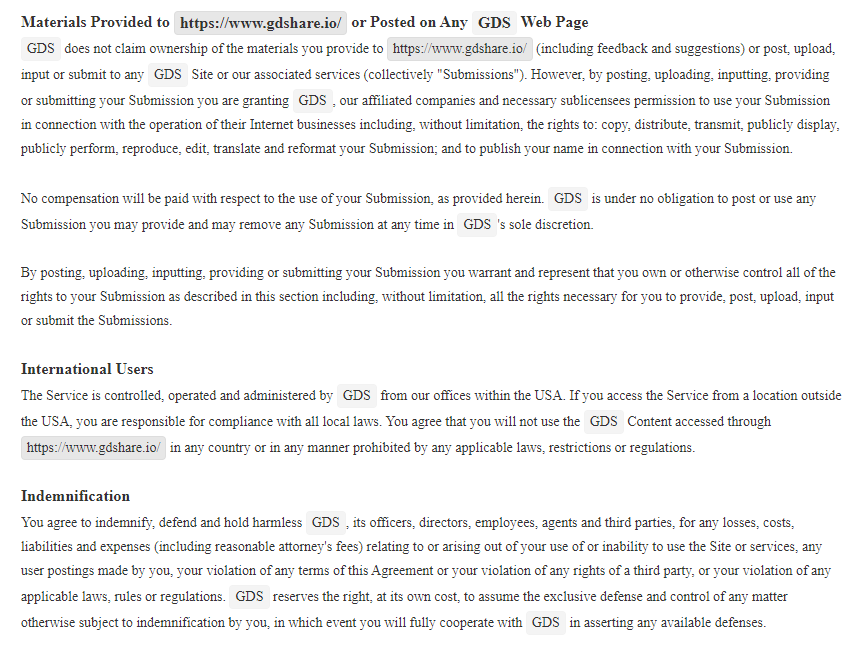 Materials Provided to https://www.gdshare.io/ or Posted on Any GDS Web Page
GDS does not claim ownership of the materials you provide to https://www.gdshare.io/ (including feedback and suggestions) or post, upload,
input or submit to any GDS Site or our associated services (collectively "Submissions"). However, by posting, uploading, inputting, providing
or submitting your Submission you are granting GDS , our affiliated companies and necessary sublicensees permission to use your Submission
in connection with the operation of their Internet businesses including, without limitation, the rights to: copy, distribute, transmit, publicly display,
publicly perform, reproduce, edit, translate and reformat your Submission; and to publish your name in connection with your Submission.
No compensation will be paid with respect to the use of your Submission, as provided herein. GDS is under no obligation to post or use any
Submission you may provide and may remove any Submission at any time in GDS 's sole discretion.
By posting, uploading, inputting, providing or submitting your Submission you warrant and represent that you own or otherwise control all of the
rights to your Submission as described in this section including, without limitation, all the rights necessary for you to provide, post, upload, input
or submit the Submissions.
International Users
The Service is controlled, operated and administered by GDS from our offices within the USA. If you access the Service from a location outside
the USA, you are responsible for compliance with all local laws. You agree that you will not use the GDS Content accessed through
https://www.gdshare.io/ in any country or in any manner prohibited by any applicable laws, restrictions or regulations.
Indemnification
You agree to indemnify, defend and hold harmless GDS , its officers, directors, employees, agents and third parties, for any losses, costs,
liabilities and expenses (including reasonable attorney's fees) relating to or arising out of your use of or inability to use the Site or services, any
user postings made by you, your violation of any terms of this Agreement or your violation of any rights of a third party, or your violation of any
applicable laws, rules or regulations. GDS reserves the right, at its own cost, to assume the exclusive defense and control of any matter
otherwise subject to indemnification by you, in which event you will fully cooperate with GDS in asserting any available defenses.